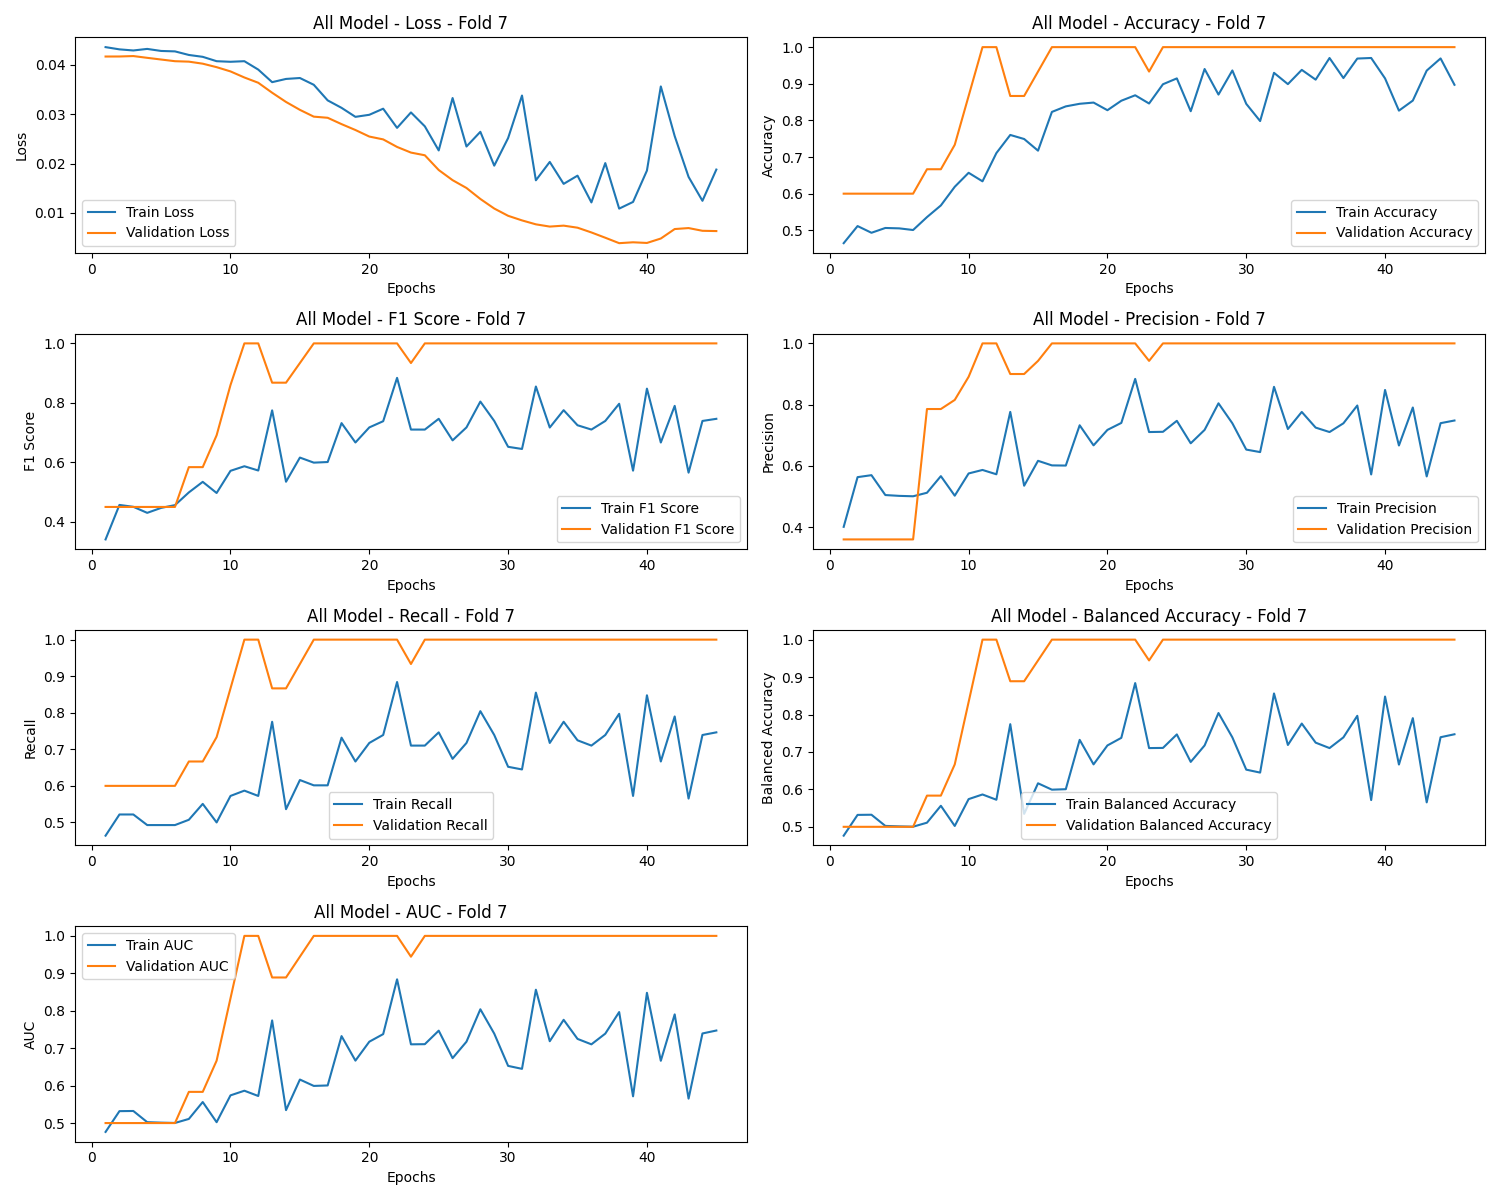 All Model - Loss - Fold 7
Loss
0.04
0.03
0.02
0.01
Train Loss
Validation Loss
0 10 20 30 40
Epochs
All Model - Accuracy - Fold 7
Accuracy
1.0
0.9
0.8
0.7
0.6
0.5
Train Accuracy
Validation Accuracy
0 10 20 30 40
Epochs
All Model - F1 Score - Fold 7
F1 Score
1.0
0.8
0.6
0.4
Train F1 Score
Validation F1 Score
0 10 20 30 40
Epochs
All Model - Precision - Fold 7
Precision
1.0
0.8
0.6
0.4
Train Precision
Validation Precision
0 10 20 30 40
Epochs
All Model - Recall - Fold 7
Recall
1.0
0.9
0.8
0.7
0.6
0.5
Train Recall
Validation Recall
0 10 20 30 40
Epochs
All Model - Balanced Accuracy - Fold 7
Balanced Accuracy
1.0
0.9
0.8
0.7
0.6
0.5
Train Balanced Accuracy
Validation Balanced Accuracy
0 10 20 30 40
Epochs
All Model - AUC - Fold 7
AUC
1.0
0.9
0.8
0.7
0.6
0.5
Train AUC
Validation AUC
0 10 20 30 40
Epochs